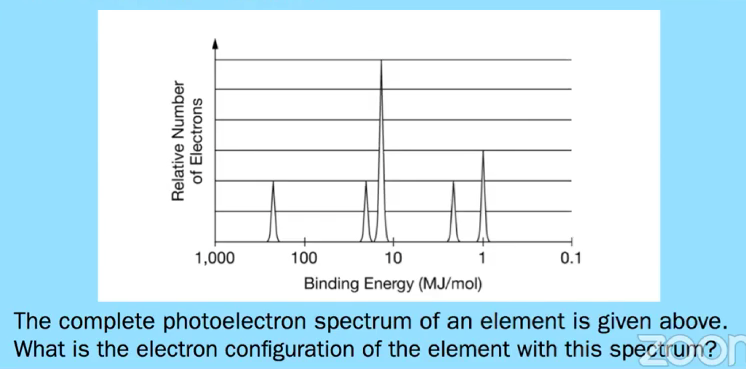 Relative Number
of Electrons
1,000
100
10
1
0.1
Binding Energy (MJ/mol)
The complete photoelectron spectrum of an element is given above.
What is the electron configuration of the element with this spectrum?
zoom